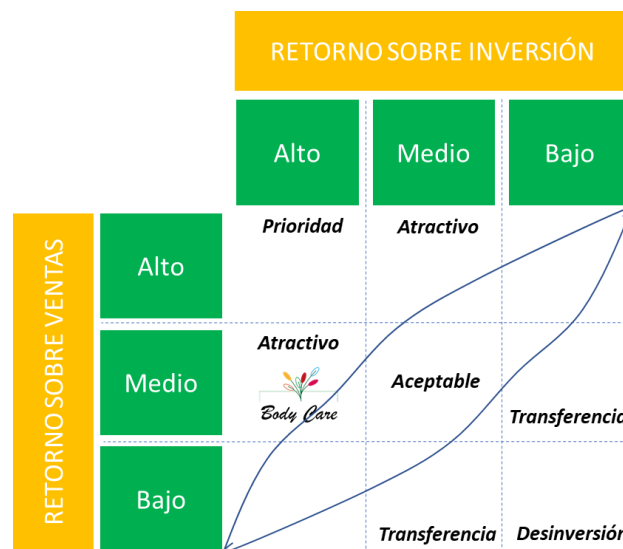 RETORNO SOBRE INVERSIÓN
Alto
Medio
Bajo
RETORNO SOBRE VENTAS
Alto
Prioridad
Atractivo
Medio
Atractivo
Body Care
Aceptable
Transferencia
Bajo
Transferencia
Desinversión